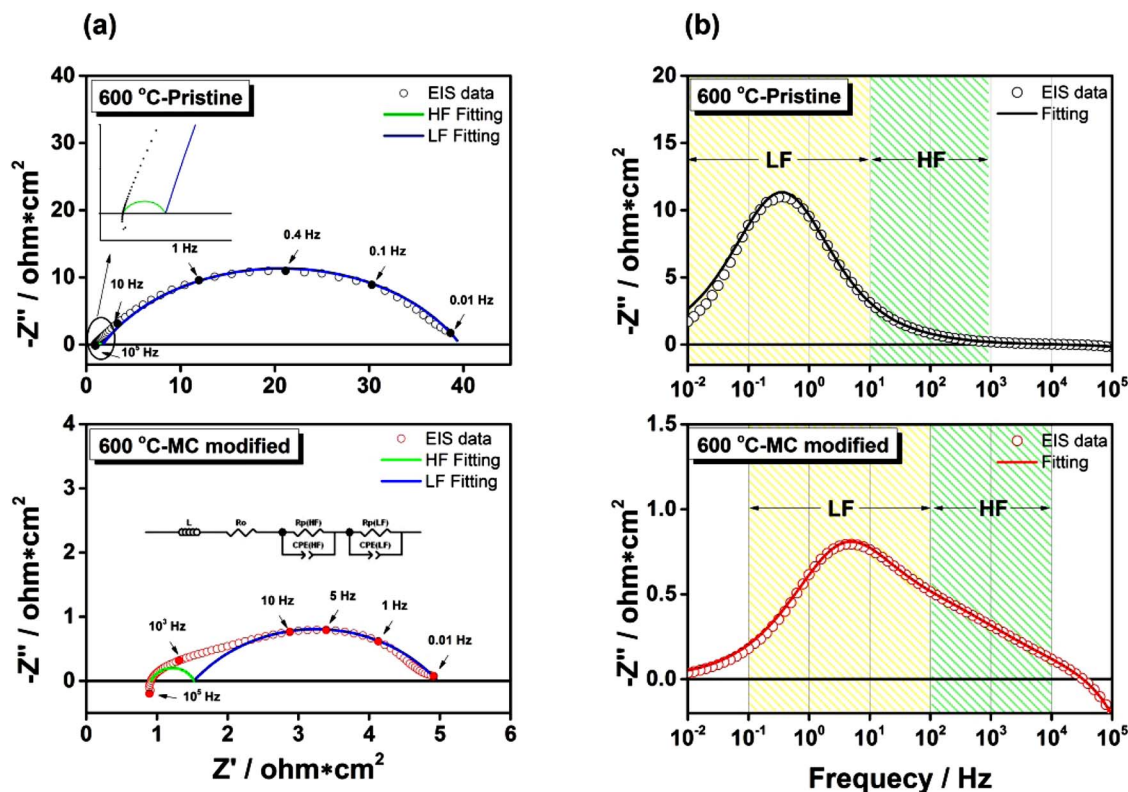 (a)
(b)
40
30
20
10
0
-Z" / ohm*cm²
600 °C-Pristine
EIS data
HF Fitting
LF Fitting
1 Hz
0.4 Hz
0.1 Hz
10 Hz
0.01 Hz
10⁵ Hz
0 10 20 30 40
20
15
10
5
0
-Z" / ohm*cm²
600 °C-Pristine
EIS data
Fitting
LF
HF
10⁻² 10⁻¹ 10⁰ 10¹ 10² 10³ 10⁴ 10⁵
4
3
2
1
0
-Z" / ohm*cm²
600 °C-MC modified
EIS data
HF Fitting
LF Fitting
L
Ro
Rp(HF)
Rp(LF)
CPE(HF)
CPE(LF)
10³ Hz
10 Hz
5 Hz
1 Hz
0.01 Hz
10⁵ Hz
0 1 2 3 4 5 6
Z' / ohm*cm²
1.5
1.0
0.5
0.0
-Z" / ohm*cm²
600 °C-MC modified
EIS data
Fitting
LF
HF
10⁻² 10⁻¹ 10⁰ 10¹ 10² 10³ 10⁴ 10⁵
Frequecy / Hz